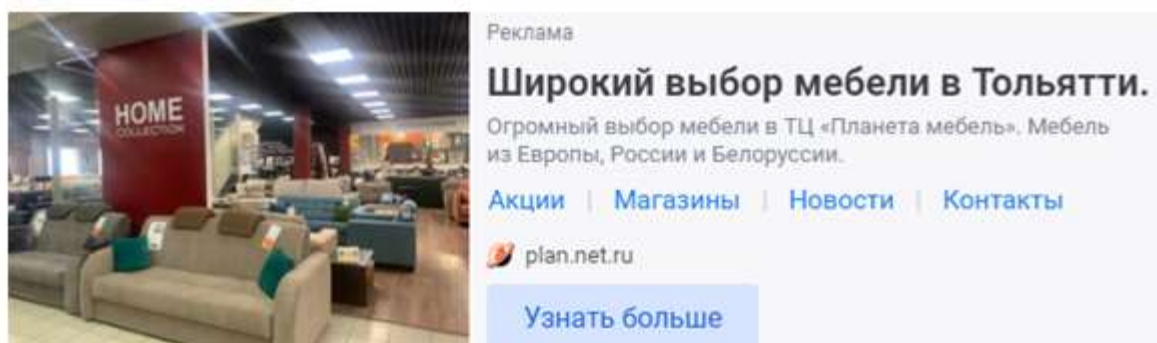 HOME
COLLECTION
Реклама
Широкий выбор мебели в Тольятти.
Огромный выбор мебели в ТЦ «Планета мебель». Мебель
из Европы, России и Белоруссии.
Акции | Магазины | Новости | Контакты
plan.net.ru
Узнать больше